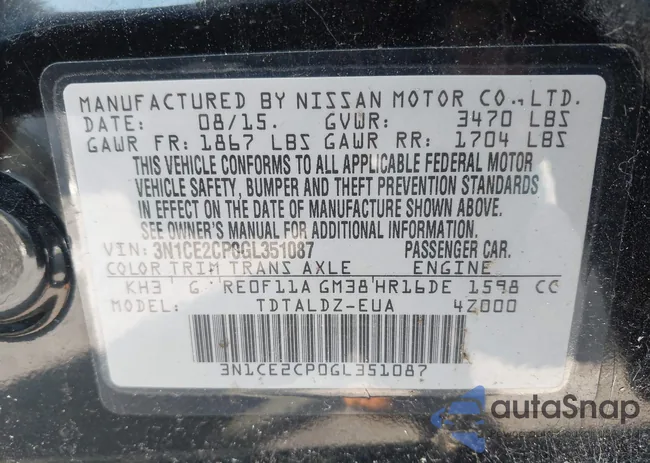 MANUFACTURED BY NISSAN MOTOR CO., LTD.
DATE: 08/15. GVWR: 3470 LBS
GAWR FR: 1867 LBS GAWR RR: 1704 LBS
THIS VEHICLE CONFORMS TO ALL APPLICABLE FEDERAL MOTOR
VEHICLE SAFETY, BUMPER AND THEFT PREVENTION STANDARDS
IN EFFECT ON THE DATE OF MANUFACTURE SHOWN ABOVE.
SEE OWNER'S MANUAL FOR ADDITIONAL INFORMATION.
VIN: 3N1CE2CP0GL351087 PASSENGER CAR.
COLOR TRIM TRANS AXLE ENGINE
KH3 G RE0F11A GM38 HR16DE 1598 CC
MODEL: TDTALDZ-EUA 4Z000
3N1CE2CP0GL351087
autoSnap